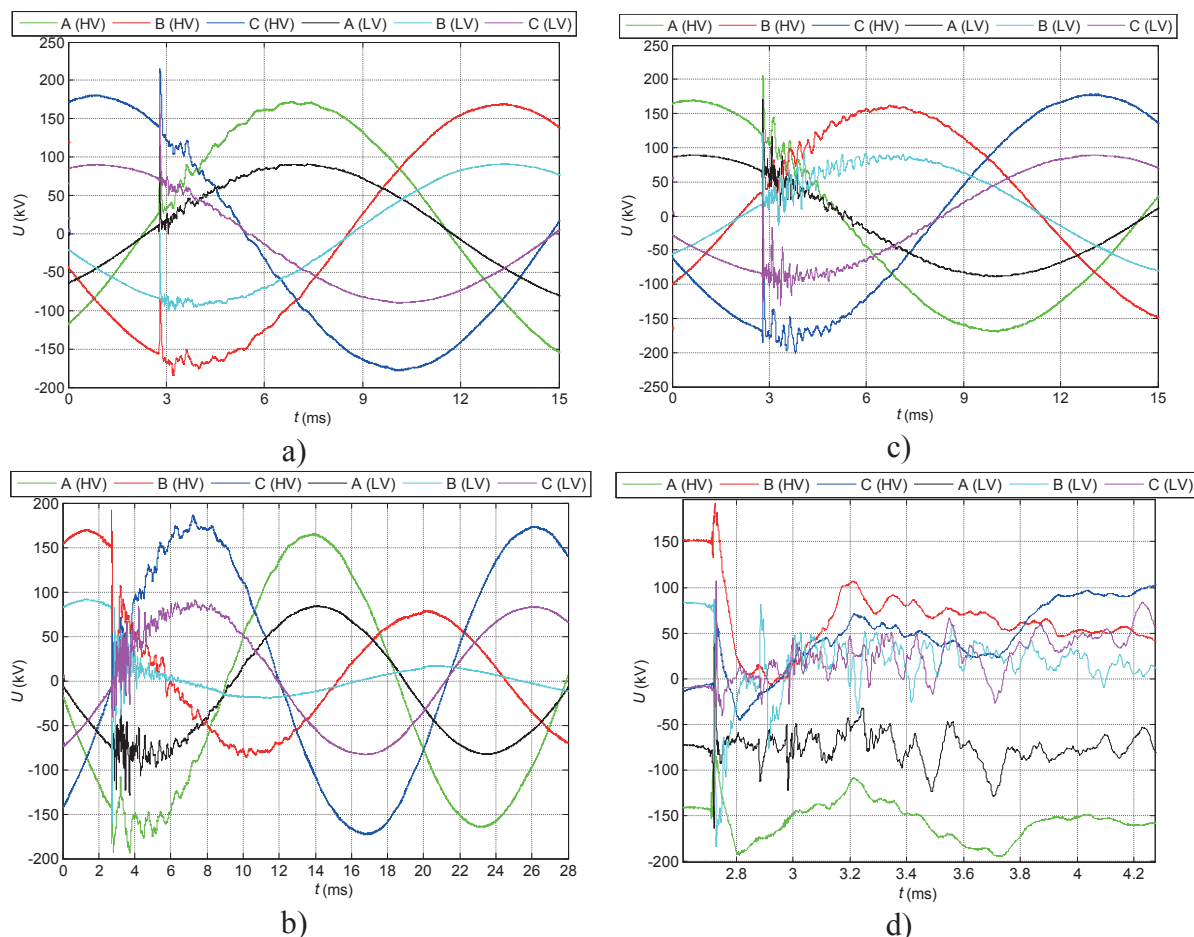 A (HV) B (HV) C (HV) A (LV) B (LV) C (LV)
250
200
150
100
50
0
-50
-100
-150
-200
U (kV)
0 3 6 9 12 15
t (ms)
a)
A (HV) B (HV) C (HV) A (LV) B (LV) C (LV)
250
200
150
100
50
0
-50
-100
-150
-200
-250
U (kV)
0 3 6 9 12 15
t (ms)
c)
A (HV) B (HV) C (HV) A (LV) B (LV) C (LV)
200
150
100
50
0
-50
-100
-150
-200
U (kV)
0 2 4 6 8 10 12 14 16 18 20 22 24 26 28
t (ms)
b)
A (HV) B (HV) C (HV) A (LV) B (LV) C (LV)
150
100
50
0
-50
-100
-150
-200
U (kV)
2.8 3 3.2 3.4 3.6 3.8 4 4.2
t (ms)
d)